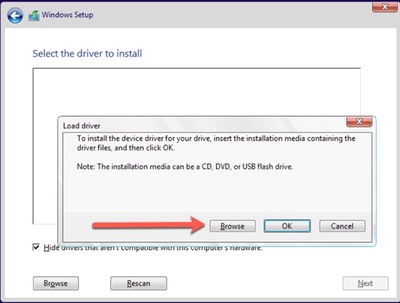 Windows Setup
Select the driver to install
Load driver
To install the device driver for your drive, insert the installation media containing the
driver files, and then click OK.
Note: The installation media can be a CD, DVD, or USB flash drive.
Browse
OK
Cancel
Hide drivers that aren't compatible with this computer's hardware.
Browse
Rescan
Next